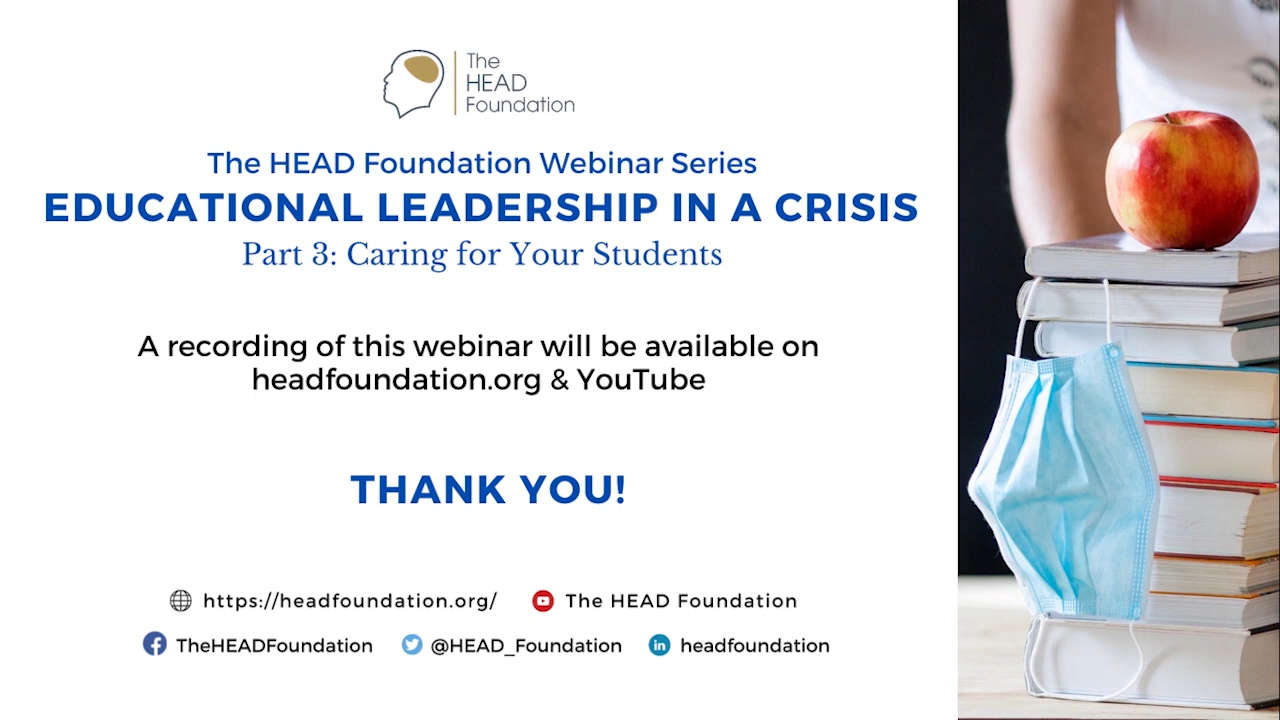 The
HEAD
Foundation
The HEAD Foundation Webinar Series
EDUCATIONAL LEADERSHIP IN A CRISIS
Part 3: Caring for Your Students
A recording of this webinar will be available on
headfoundation.org & YouTube
THANK YOU!
https://headfoundation.org/ The HEAD Foundation
TheHEADFoundation @HEAD_Foundation headfoundation